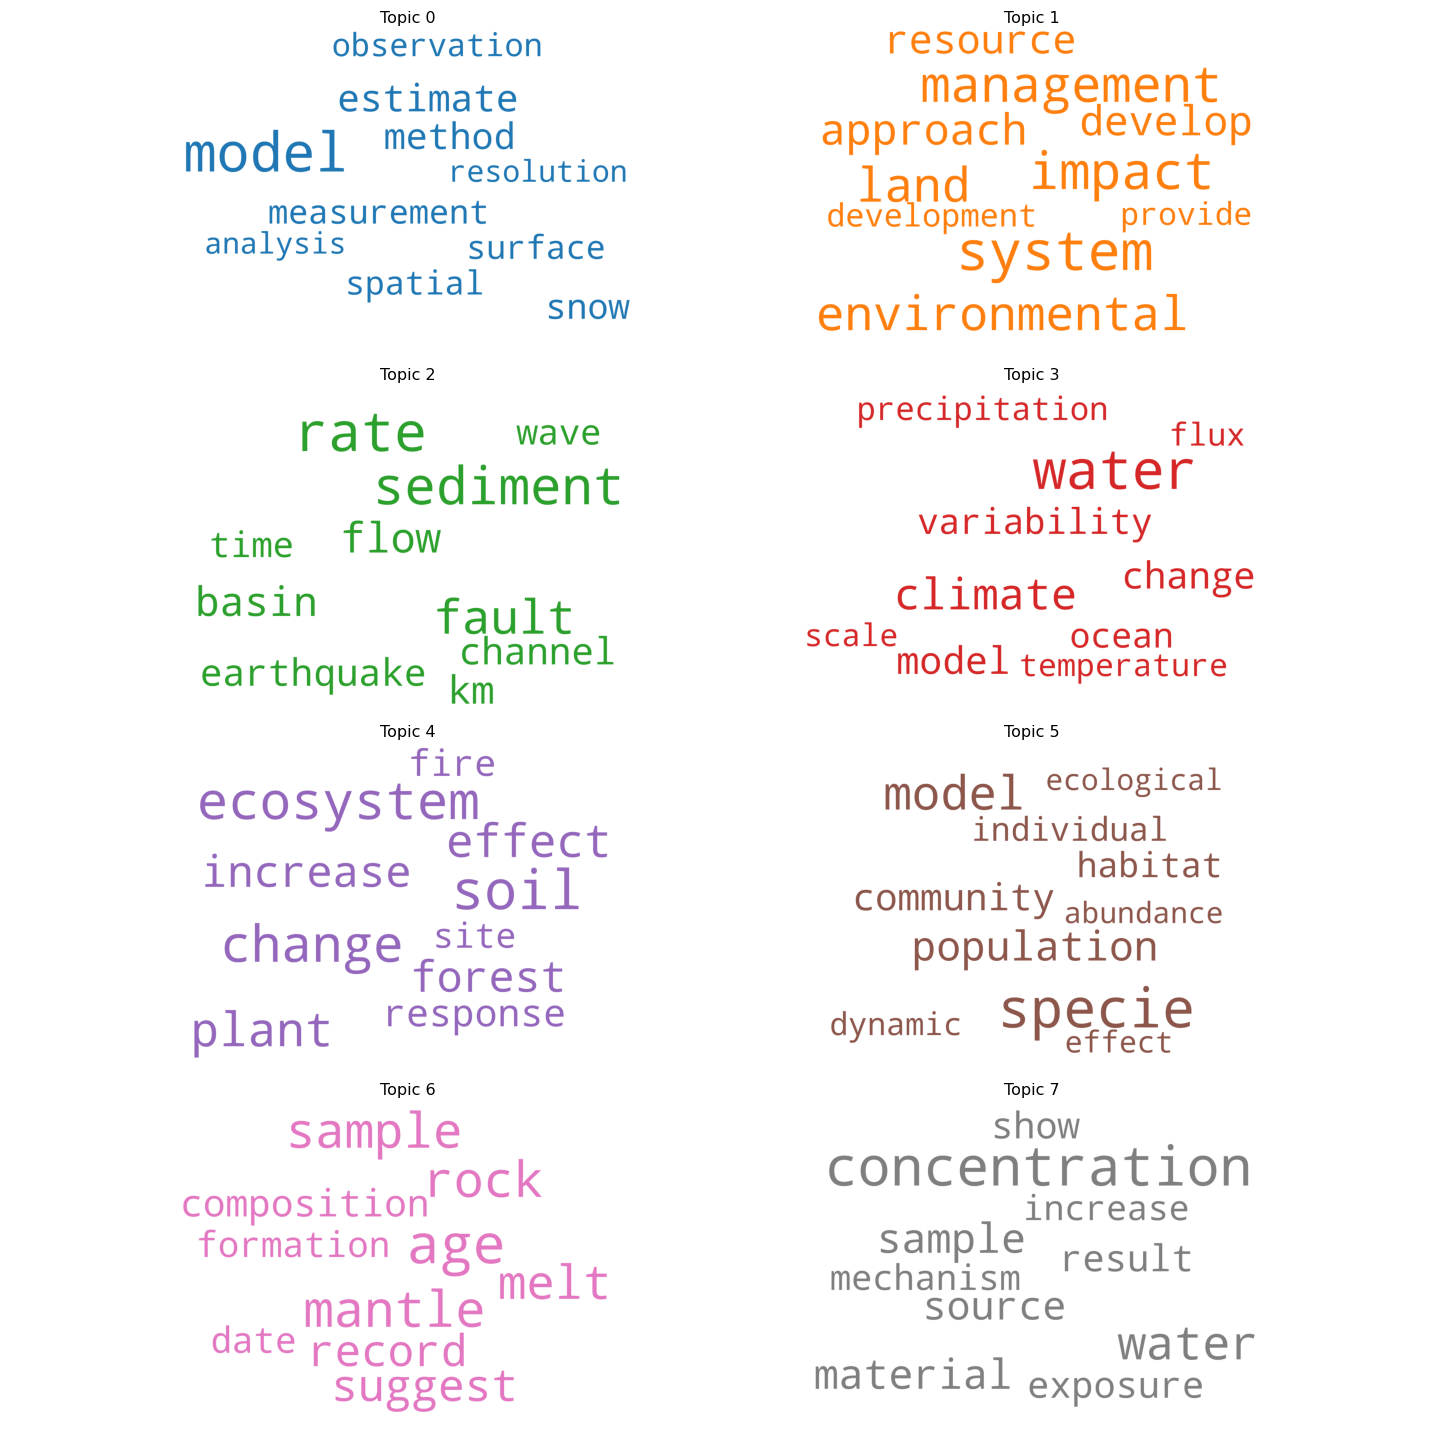 Topic 0
observation
estimate
method
model
resolution
measurement
analysis
surface
spatial
snow
Topic 1
resource
management
develop
approach
impact
land
development
provide
system
environmental
Topic 2
rate
wave
sediment
time
flow
basin
fault
channel
earthquake
km
Topic 3
precipitation
flux
water
variability
change
climate
scale
ocean
model
temperature
Topic 4
fire
ecosystem
effect
increase
soil
change
site
forest
response
plant
Topic 5
model
ecological
individual
habitat
community
abundance
population
specie
dynamic
effect
Topic 6
sample
rock
composition
formation
age
melt
mantle
date
record
suggest
Topic 7
show
concentration
increase
sample
result
mechanism
source
water
material
exposure